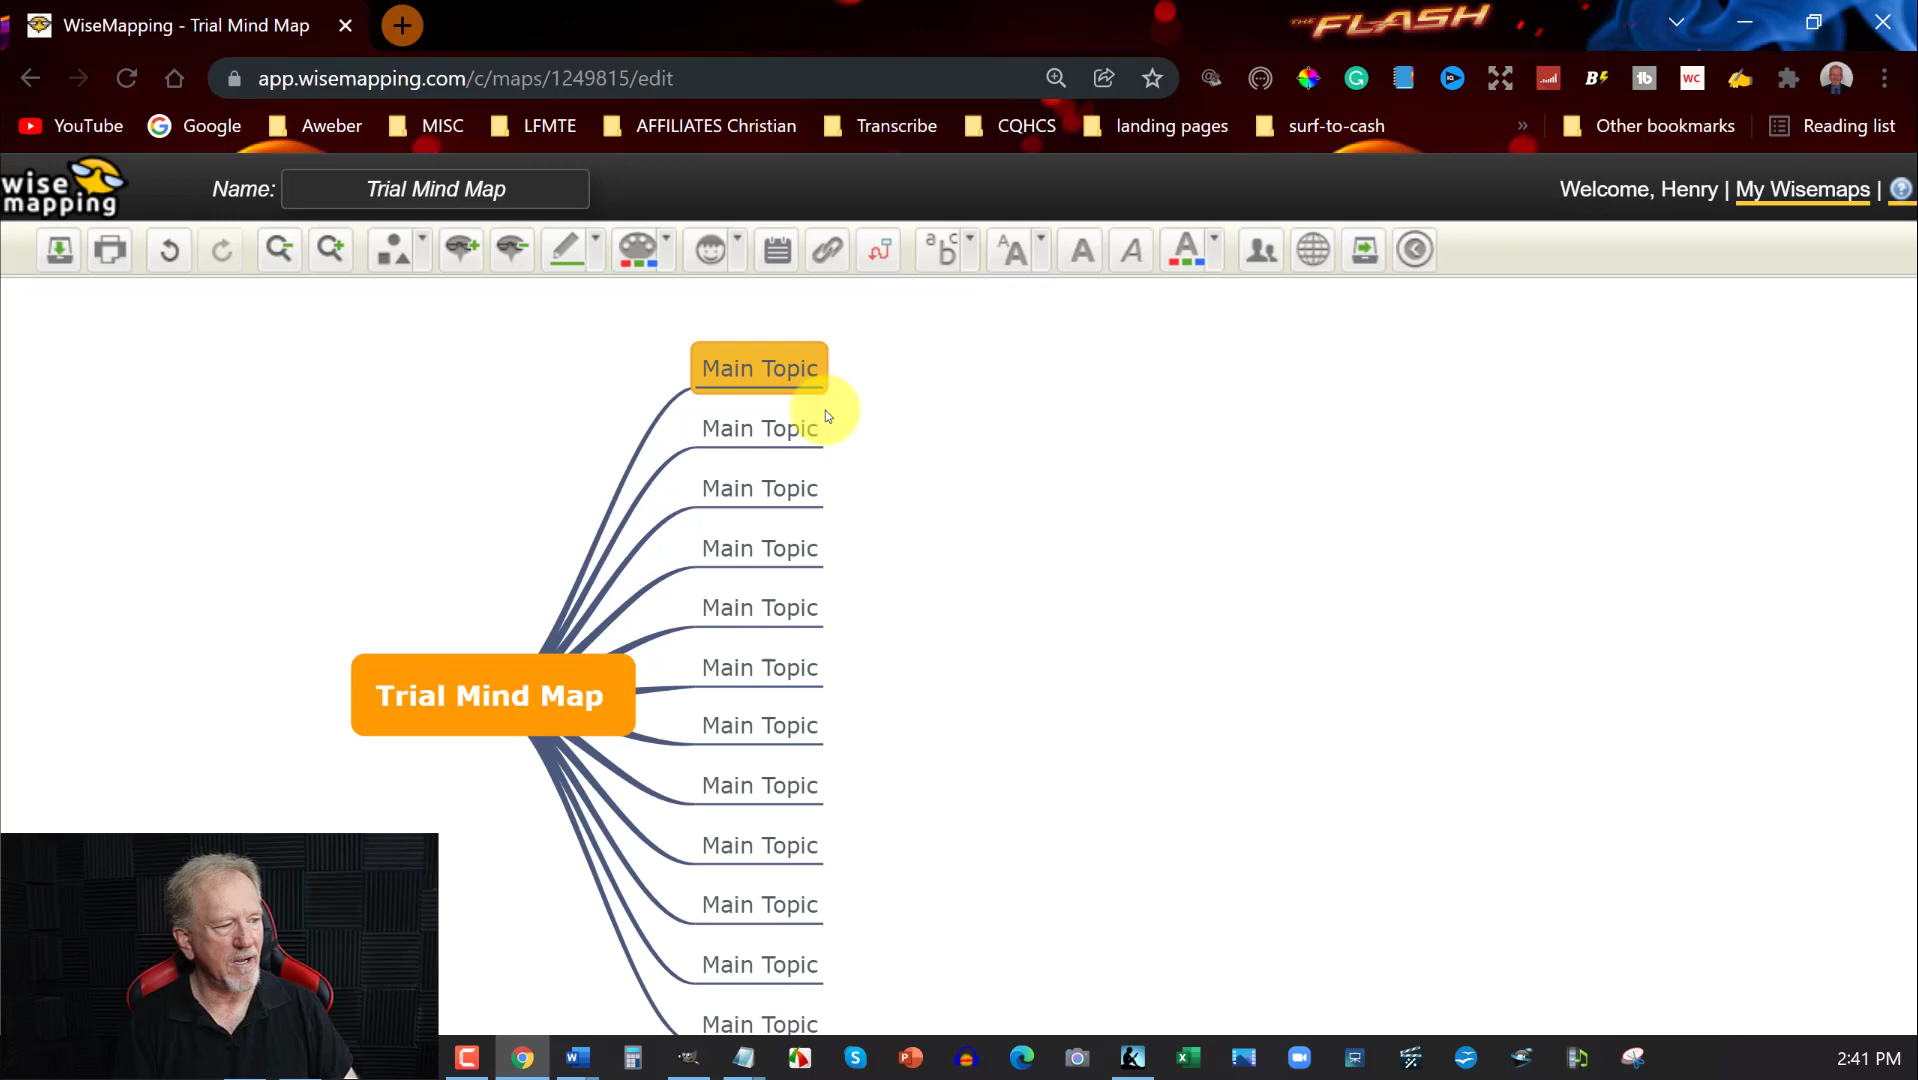 THE FLASH
WiseMapping - Trial Mind Map
app.wisemapping.com/c/maps/1249815/edit
B
tb
WC
YouTube
Google
Aweber
MISC
LFMTE
AFFILIATES Christian
Transcribe
CQHCS
landing pages
surf-to-cash
»
Other bookmarks
Reading list
wise
mapping
Name: Trial Mind Map
Welcome, Henry | My Wisemaps |
Main Topic
Main Topic
Main Topic
Main Topic
Main Topic
Main Topic
Trial Mind Map
Main Topic
Main Topic
Main Topic
Main Topic
Main Topic
Main Topic
2:41 PM